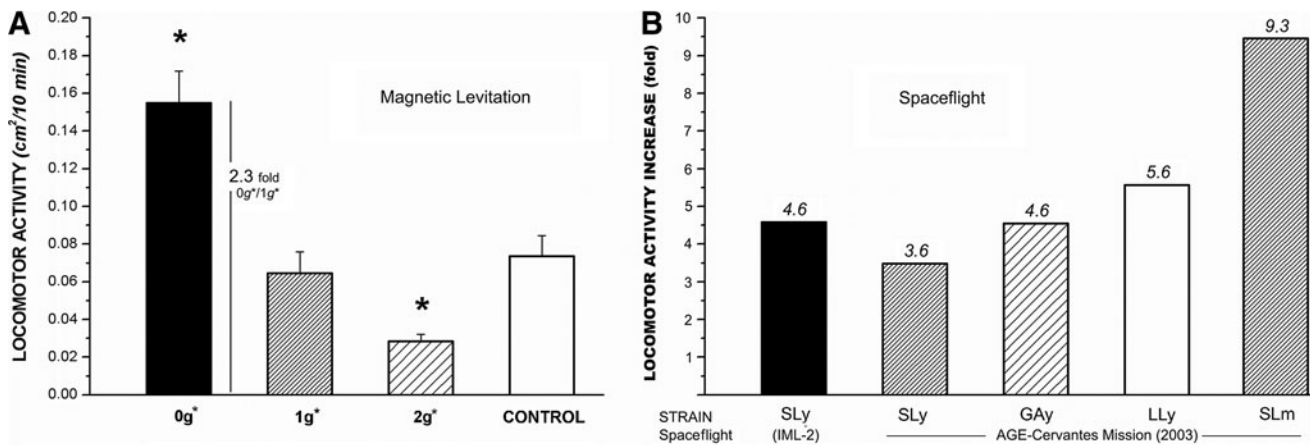 A
LOCOMOTOR ACTIVITY (cm²/10 min)
0.20
0.18
0.16
0.14
0.12
0.10
0.08
0.06
0.04
0.02
0.00
*
Magnetic Levitation
2.3 fold
0g*/1g*
*
0g* 1g* 2g* CONTROL
B
LOCOMOTOR ACTIVITY INCREASE (fold)
10
9
8
7
6
5
4
3
2
1
Spaceflight
4.6 3.6 4.6 5.6 9.3
STRAIN SLy SLy GAy LLy SLm
Spaceflight (IML-2) AGE-Cervantes Mission (2003)